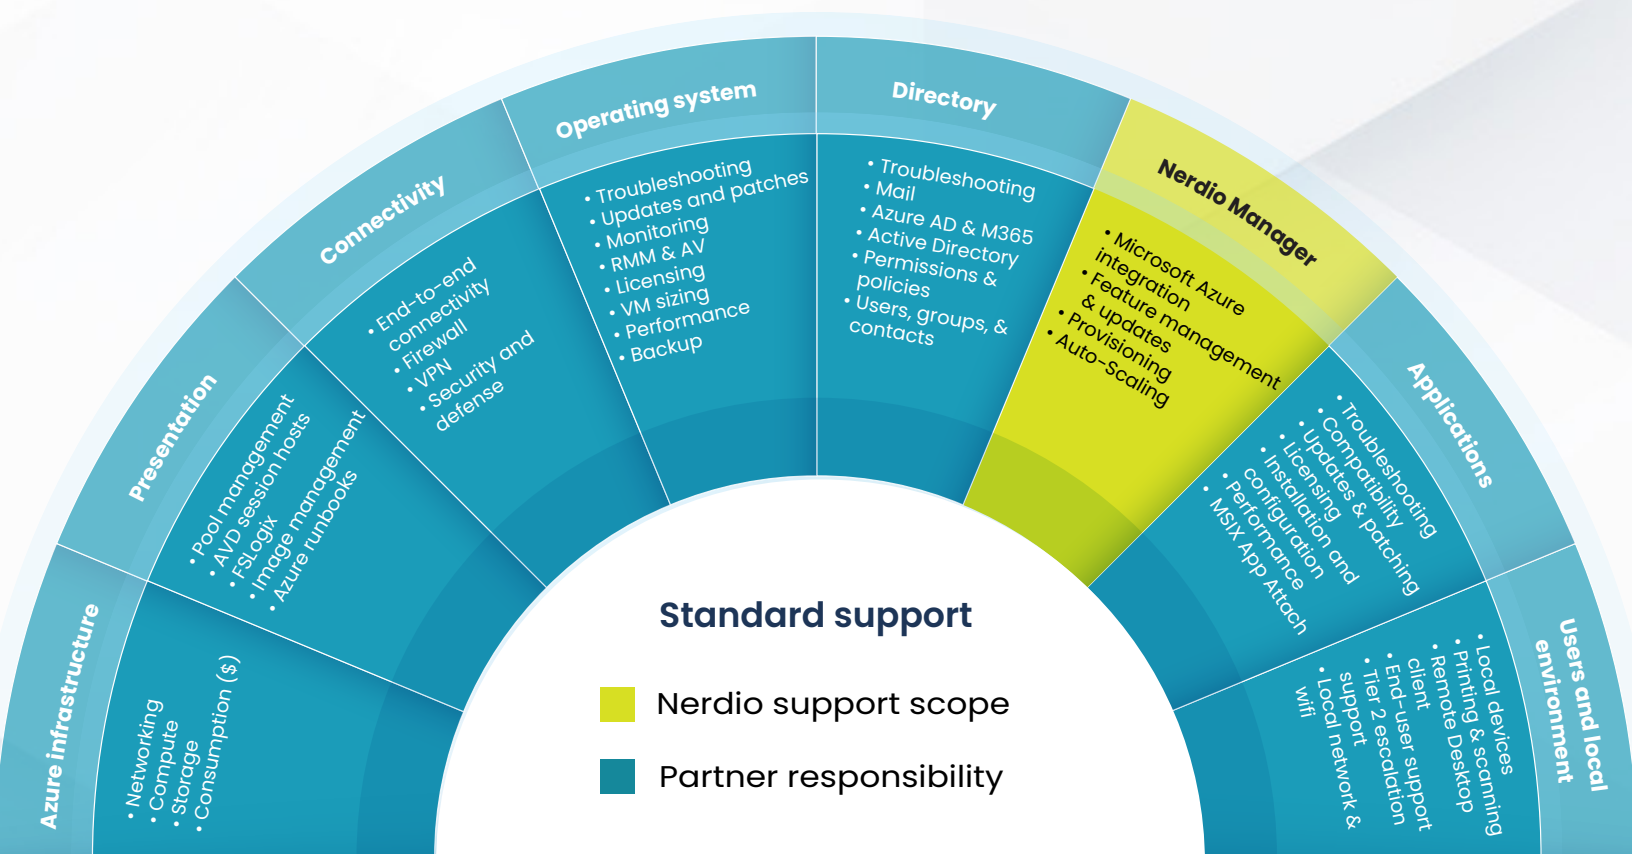 Azure infrastructure
• Networking
• Compute
• Storage
• Consumption ($)
Presentation
• Pool management
• AVD session hosts
• FSLogix
• Image management
• Azure runbooks
Connectivity
• End-to-end
connectivity
• Firewall
• VPN
• Security and
defense
Operating system
• Troubleshooting
• Updates and patches
• Monitoring
• RMM & AV
• Licensing
• VM sizing
• Performance
• Backup
Directory
• Troubleshooting
• Mail
• Azure AD & M365
• Active Directory
• Permissions &
policies
• Users, groups, &
contacts
Nerdio Manager
• Microsoft Azure
integration
• Feature management
& updates
• Provisioning
• Auto-Scaling
Applications
• Troubleshooting
• Compatibility
• Updates & patching
• Licensing
• Installation and
configuration
• Performance
• MSIX App Attach
Users and local
environment
• Local devices
• Printing & scanning
• Remote Desktop
client
• End-user support
• Tier 2 escalation
support
• Local network &
wifi
Standard support
Nerdio support scope
Partner responsibility